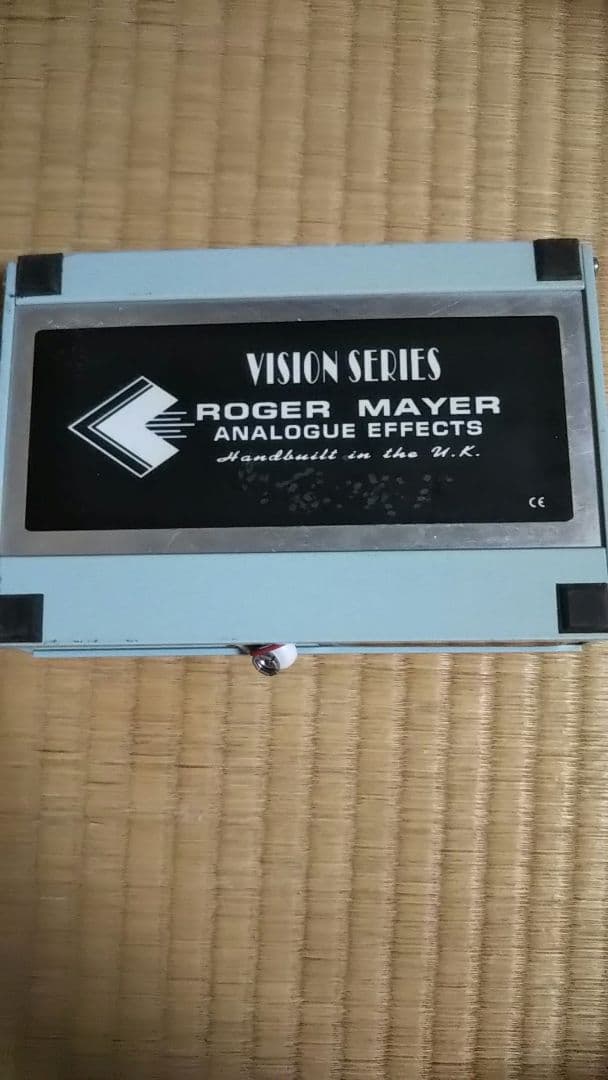 VISION SERIES
ROGER MAYER
ANALOGUE EFFECTS
Handbuilt in the U.K.
CE